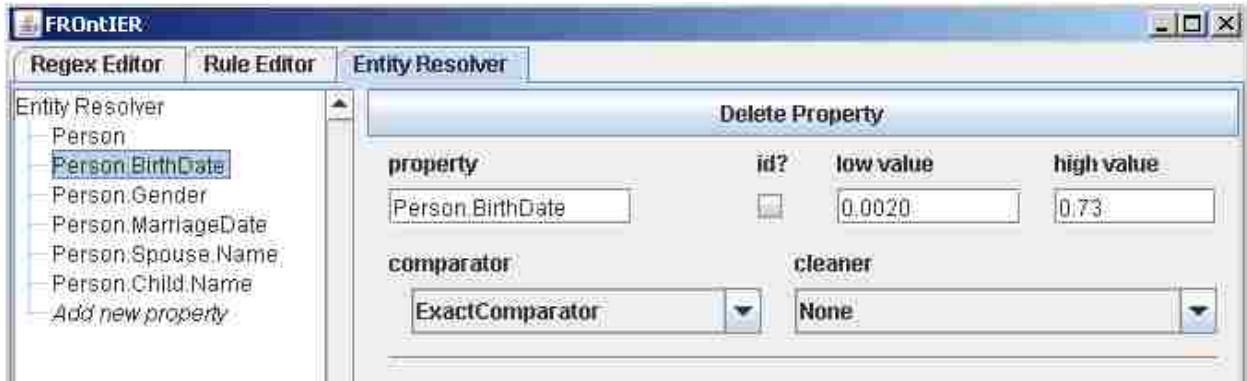 FROntIER
Regex Editor Rule Editor Entity Resolver
Entity Resolver
Person
Person.BirthDate
Person.Gender
Person.MarriageDate
Person.Spouse.Name
Person.Child.Name
Add new property
Delete Property
property id? low value high value
Person.BirthDate 0.0020 0.73
comparator cleaner
ExactComparator None